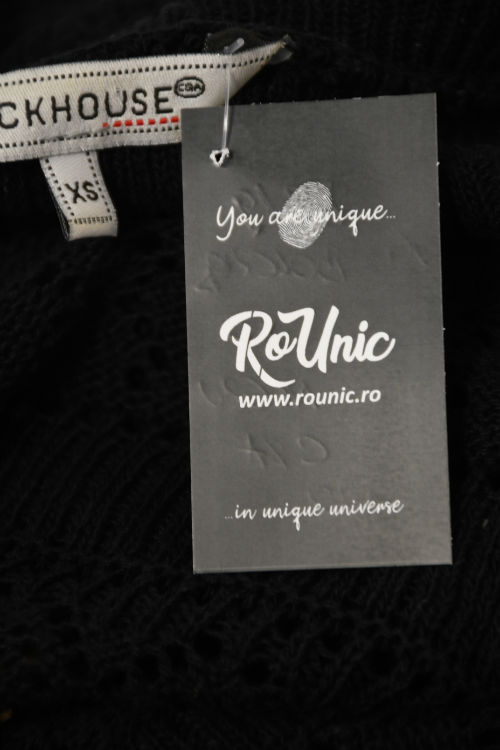 CKHOUSE C&A
XS
You are unique...
RoUnic
www.rounic.ro
...in unique universe